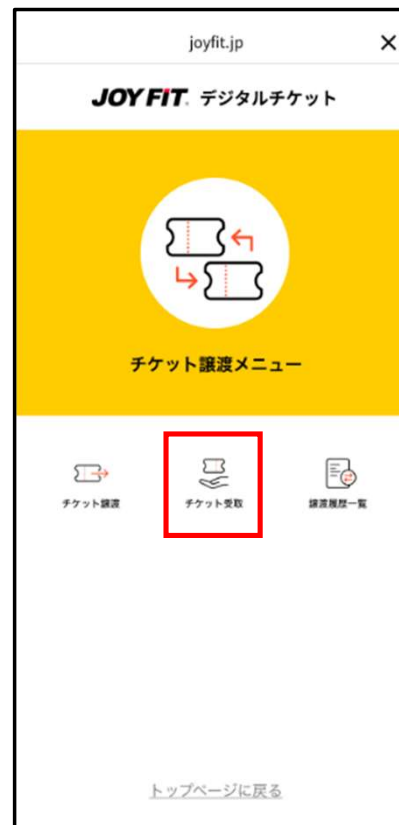 joyfit.jp
JOYFIT. デジタルチケット
チケット譲渡メニュー
チケット譲渡
チケット受取
譲渡履歴一覧
トップページに戻る